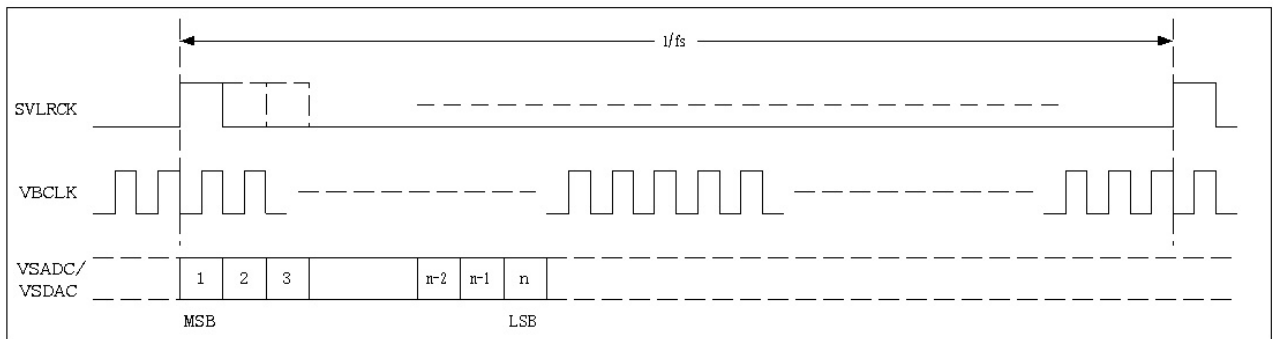 1/fs
SVLRCK
VBCLK
VSADC/
VSDAC
1 2 3 n-2 n-1 n
MSB LSB